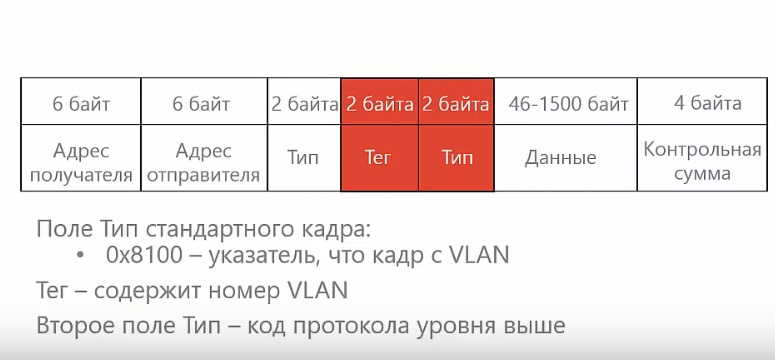 6 байт 6 байт 2 байта 2 байта 2 байта 46-1500 байт 4 байта
Адрес получателя Адрес отправителя Тип Тег Тип Данные Контрольная сумма
Поле Тип стандартного кадра:
• 0x8100 – указатель, что кадр с VLAN
Тег – содержит номер VLAN
Второе поле Тип – код протокола уровня выше